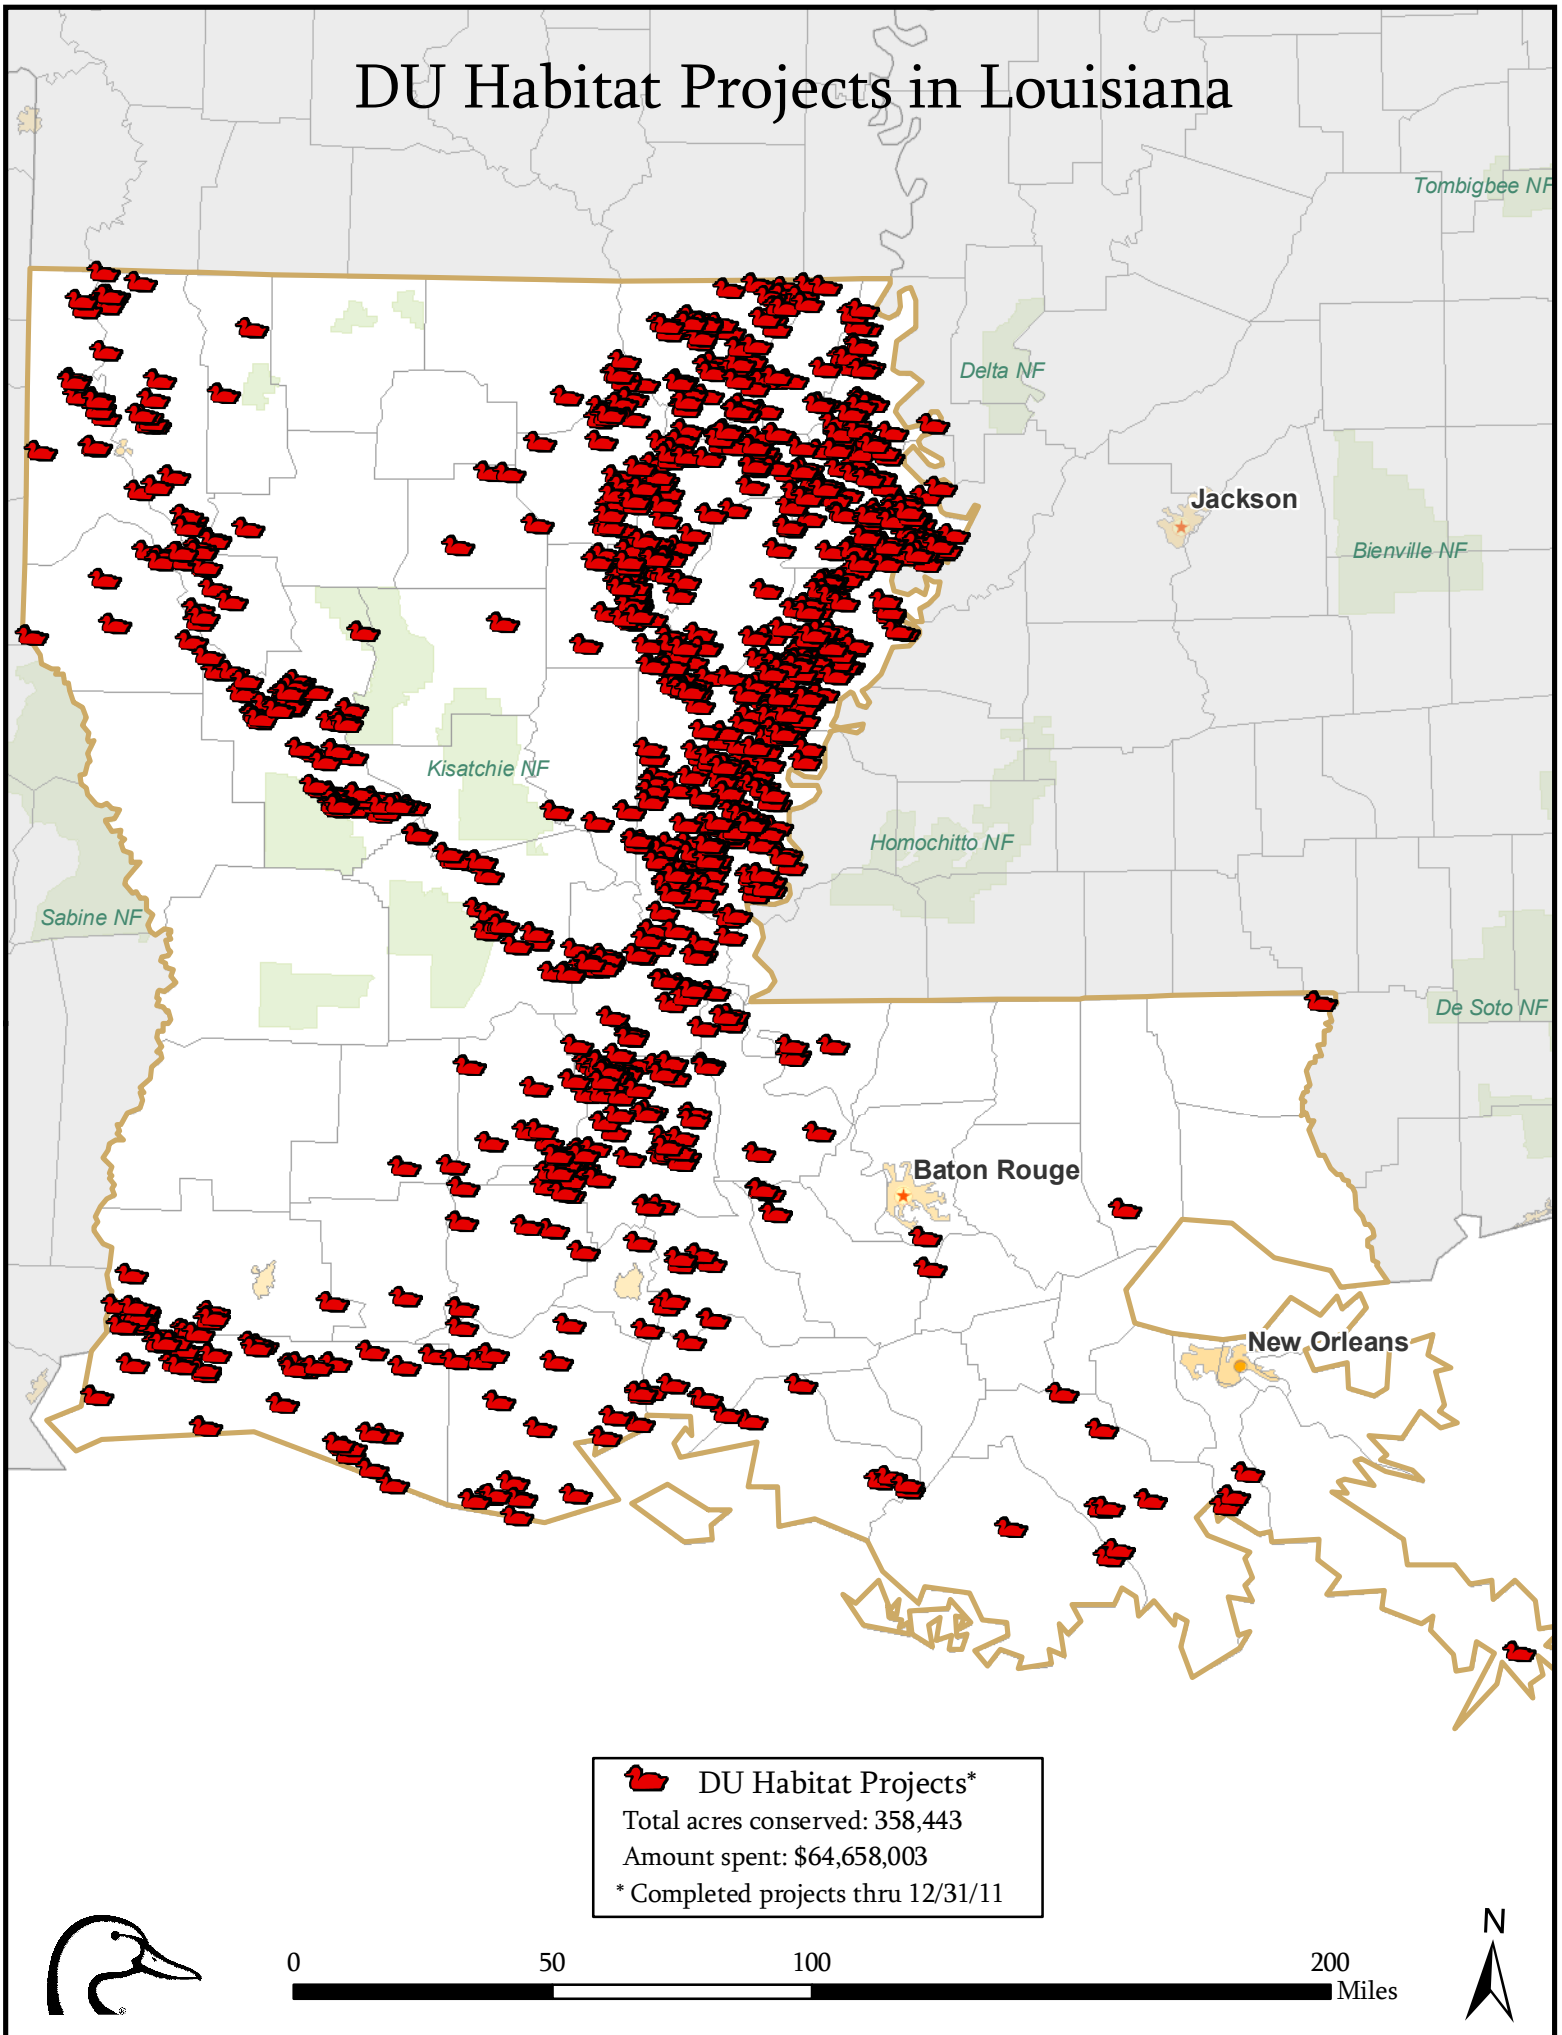 DU Habitat Projects in Louisiana
Tombigbee NF
Delta NF
Jackson
Bienville NF
Kisatchie NF
Homochitto NF
Sabine NF
De Soto NF
Baton Rouge
New Orleans
DU Habitat Projects*
Total acres conserved: 358,443
Amount spent: $64,658,003
* Completed projects thru 12/31/11
N
0 50 100 200
Miles